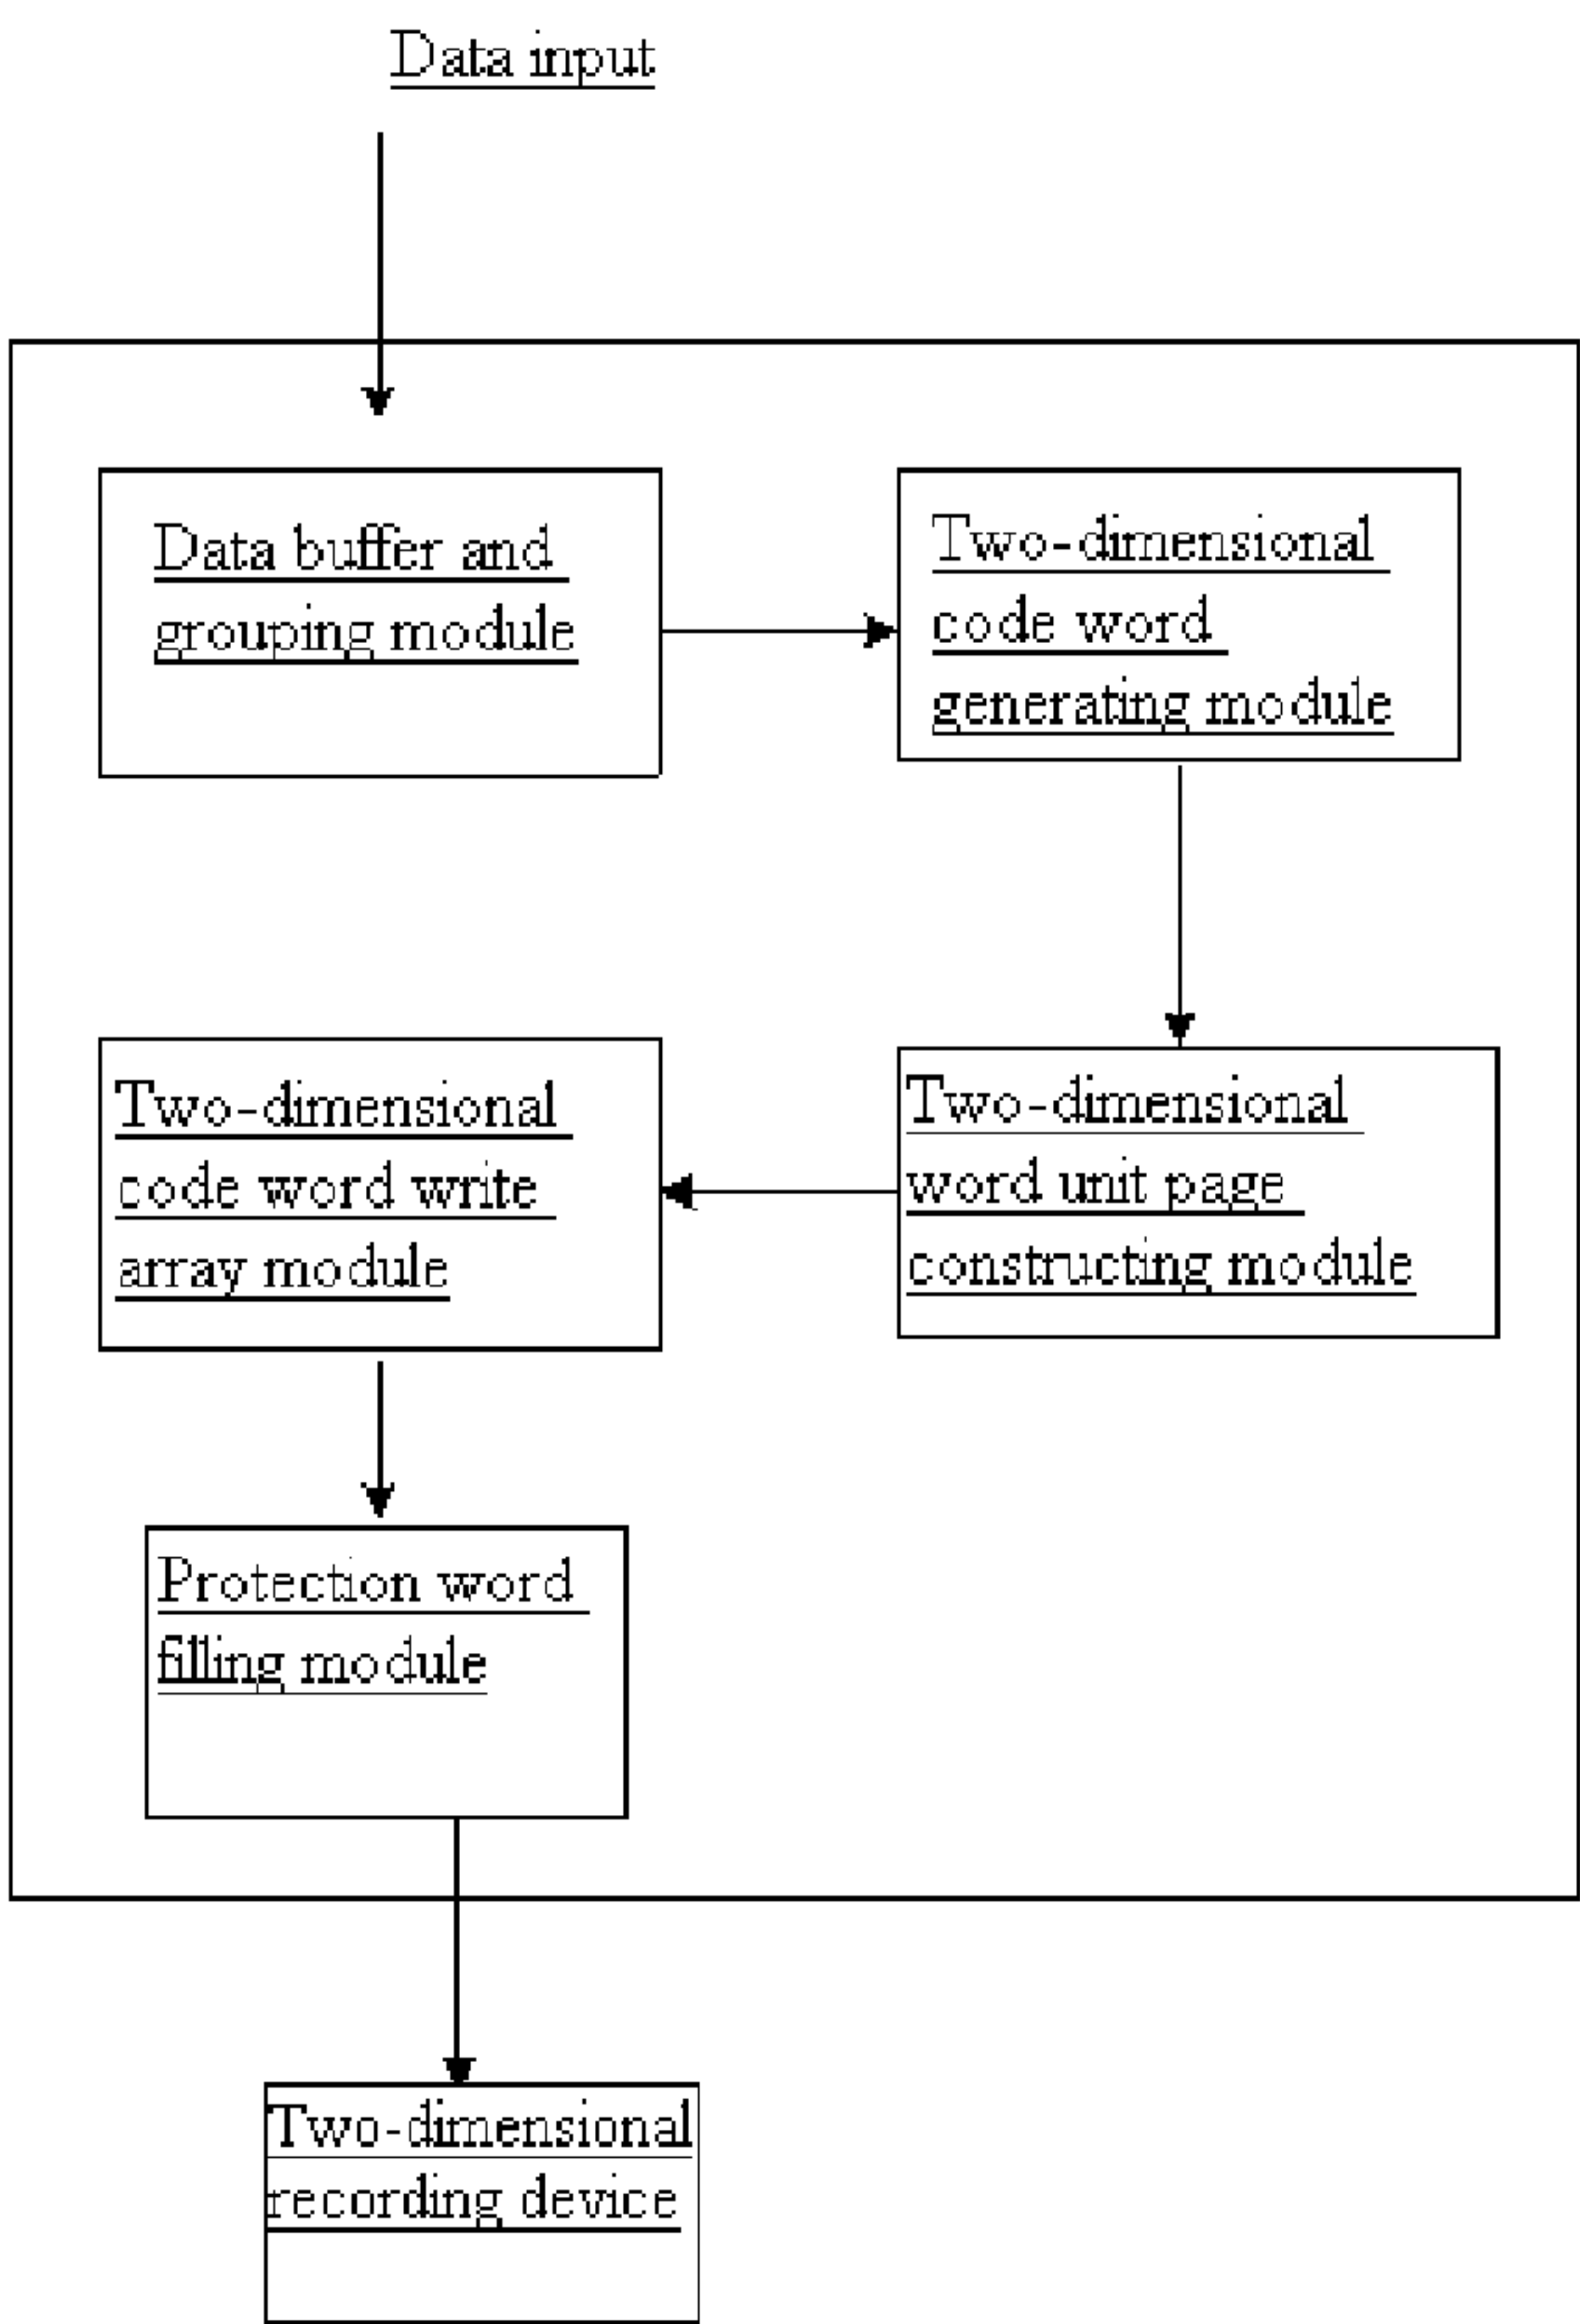 Data input
Data buffer and
grouping module
Two-dimensional
code word
generating module
Two-dimensional
code word write
array module
Two-dimensional
word unit page
constructing module
Protection word
filling module
Two-dimensional
recording device